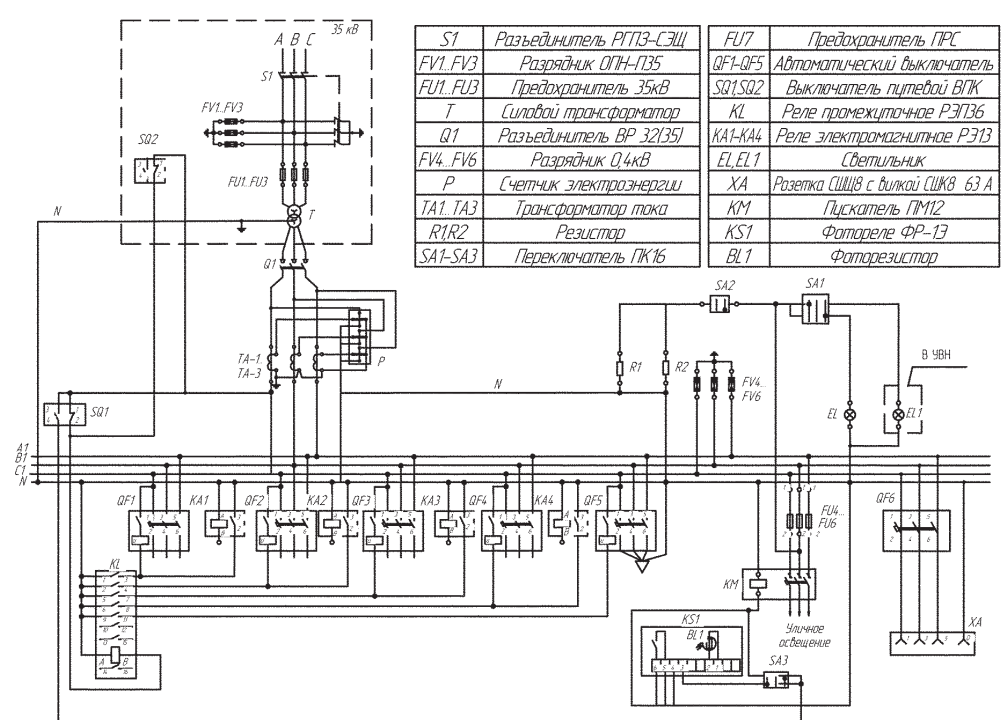 35 кВ
A B C
S1
FV1..FV3
SQ2
FU1..FU3
N
T
Q1
S1 Разъединитель РГПЗ-СЭЩ
FV1..FV3 Разрядник ОПН-П35
FU1..FU3 Предохранитель 35кВ
T Силовой трансформатор
Q1 Разъединитель ВР 32(35)
FV4..FV6 Разрядник 0,4кВ
P Счетчик электроэнергии
TA1..TA3 Трансформатор тока
R1,R2 Резистор
SA1-SA3 Переключатель ПК16
FU7 Предохранитель ПРС
QF1-QF5 Автоматический выключатель
SQ1,SQ2 Выключатель путевой ВПК
KL Реле промежуточное РЭП36
KA1-KA4 Реле электромагнитное РЭ13
EL,EL1 Светильник
XA Розетка СШЩ8 с вилкой СШК8 63 А
KM Пускатель ПМ12
KS1 Фотореле ФР-1Э
BL1 Фоторезистор
SA2
SA1
TA-1..
TA-3
P
R1
R2
FV4...
FV6
В УВН
N
EL
EL1
SQ1
A1
B1
C1
N
QF1 KA1 QF2 KA2 QF3 KA3 QF4 KA4 QF5
FU4...
FU6
QF6
KL
KM
KS1
BL1
Уличное
освещение
XA
SA3